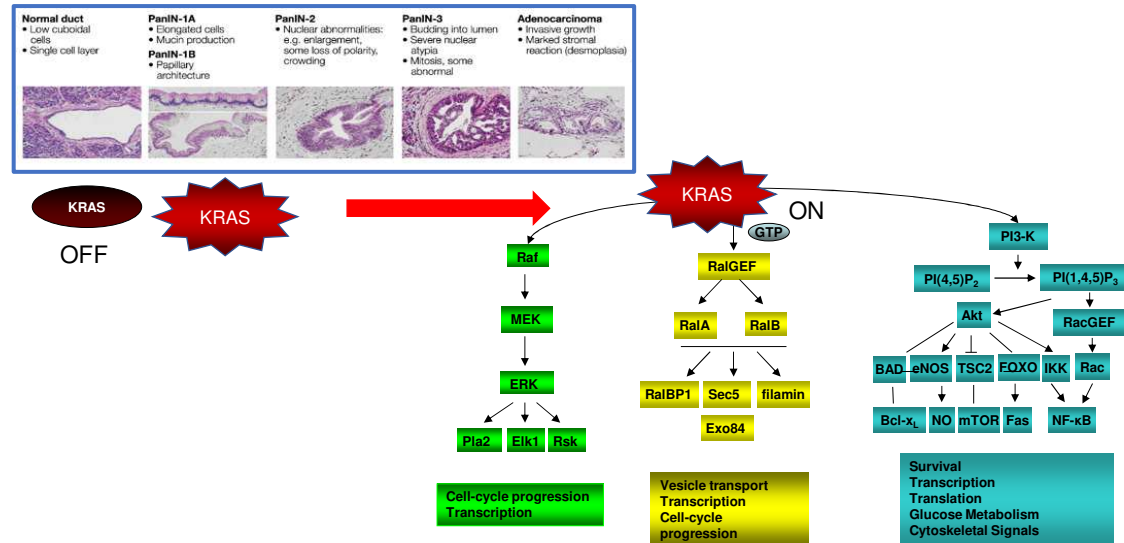 Normal duct
• Low cuboidal
cells
• Single cell layer
PanIN-1A
• Elongated cells
• Mucin production
PanIN-1B
• Papillary
architecture
PanIN-2
• Nuclear abnormalities:
e.g. enlargement,
some loss of polarity,
crowding
PanIN-3
• Budding into lumen
• Severe nuclear
atypia
• Mitosis, some
abnormal
Adenocarcinoma
• Invasive growth
• Marked stromal
reaction (desmoplasia)
KRAS
OFF
KRAS
KRAS
ON
GTP
Raf
MEK
ERK
Pla2 Elk1 Rsk
Cell-cycle progression
Transcription
RalGEF
RalA RalB
RalBP1 Sec5 filamin
Exo84
Vesicle transport
Transcription
Cell-cycle
progression
PI3-K
PI(4,5)P2 PI(1,4,5)P3
Akt RacGEF
BAD eNOS TSC2 FOXO IKK Rac
Bcl-xL NO mTOR Fas NF-κB
Survival
Transcription
Translation
Glucose Metabolism
Cytoskeletal Signals